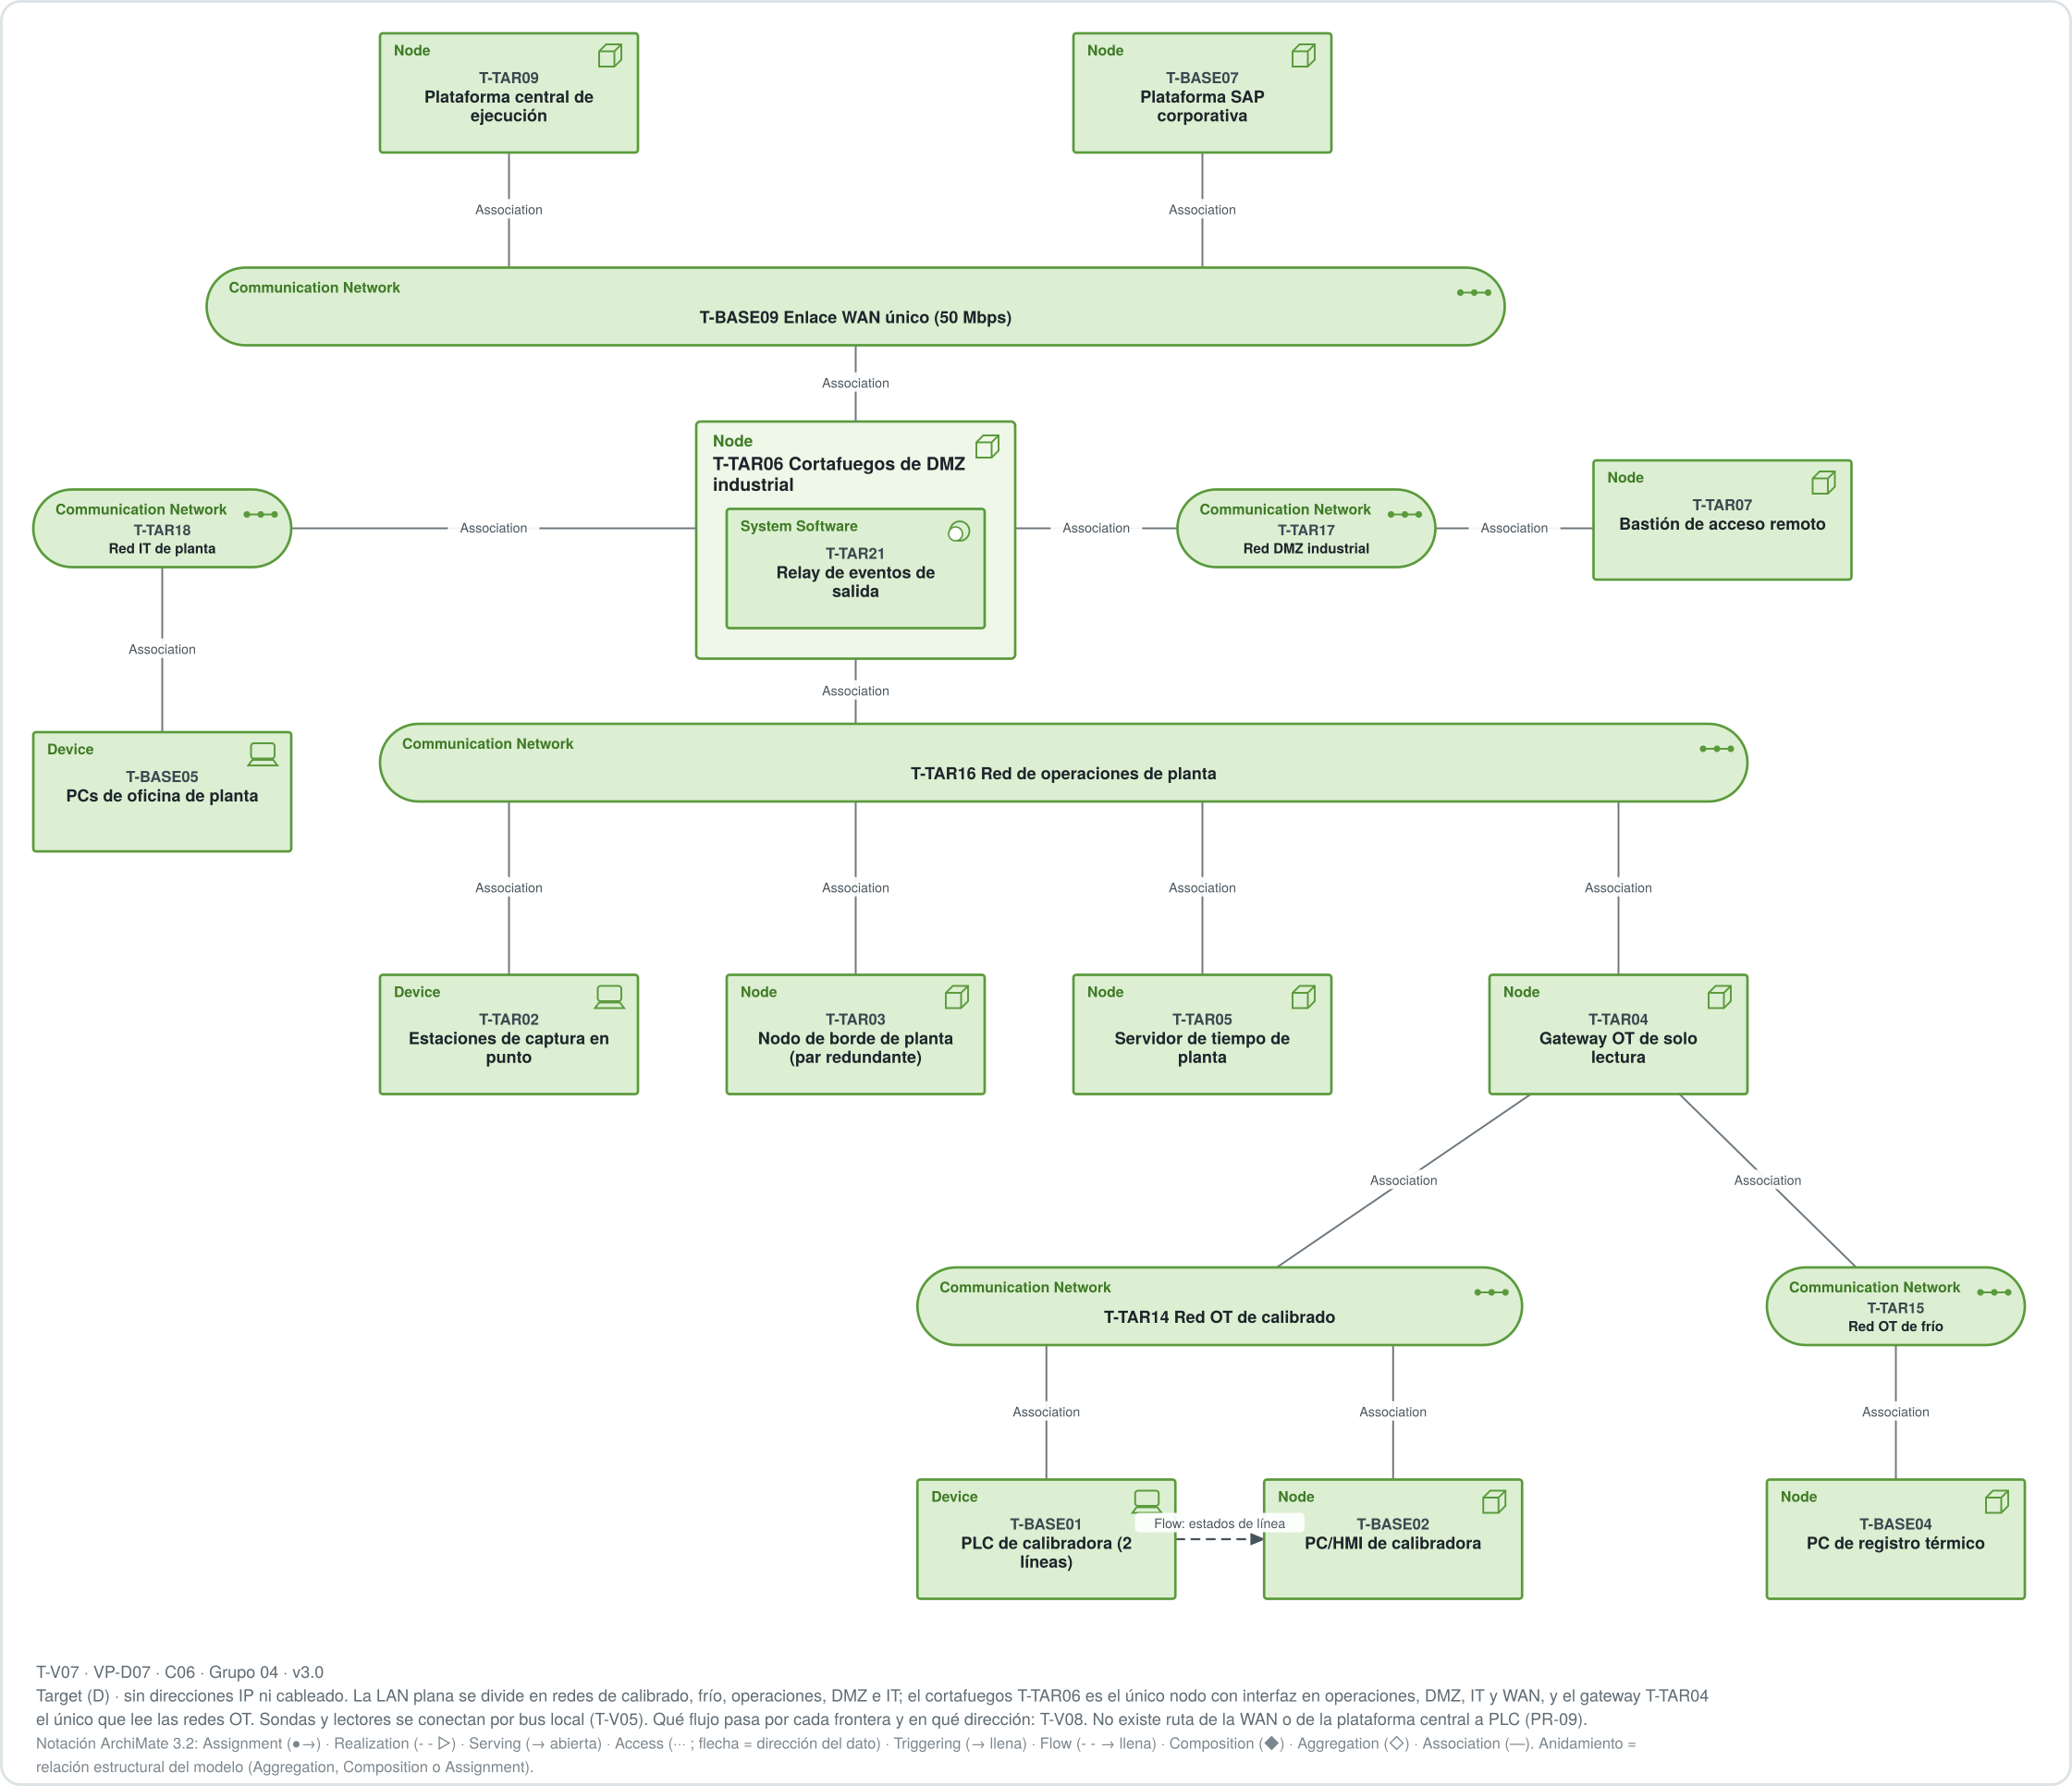 Node
T-TAR09
Plataforma central de
ejecución
Node
T-BASE07
Plataforma SAP
corporativa
Association
Association
Communication Network
T-BASE09 Enlace WAN único (50 Mbps)
Association
Node
T-TAR06 Cortafuegos de DMZ
industrial
System Software
T-TAR21
Relay de eventos de
salida
Communication Network
T-TAR18
Red IT de planta
Association
Association
Communication Network
T-TAR17
Red DMZ industrial
Association
Node
T-TAR07
Bastión de acceso remoto
Association
Association
Device
T-BASE05
PCs de oficina de planta
Communication Network
T-TAR16 Red de operaciones de planta
Association
Association
Association
Association
Device
T-TAR02
Estaciones de captura en
punto
Node
T-TAR03
Nodo de borde de planta
(par redundante)
Node
T-TAR05
Servidor de tiempo de
planta
Node
T-TAR04
Gateway OT de solo
lectura
Association
Association
Communication Network
T-TAR14 Red OT de calibrado
Communication Network
T-TAR15
Red OT de frío
Association
Association
Association
Device
T-BASE01
PLC de calibradora (2
líneas)
Flow: estados de línea
Node
T-BASE02
PC/HMI de calibradora
Node
T-BASE04
PC de registro térmico
T-V07 · VP-D07 · C06 · Grupo 04 · v3.0
Target (D) · sin direcciones IP ni cableado. La LAN plana se divide en redes de calibrado, frío, operaciones, DMZ e IT; el cortafuegos T-TAR06 es el único nodo con interfaz en operaciones, DMZ, IT y WAN, y el gateway T-TAR04
el único que lee las redes OT. Sondas y lectores se conectan por bus local (T-V05). Qué flujo pasa por cada frontera y en qué dirección: T-V08. No existe ruta de la WAN o de la plataforma central a PLC (PR-09).
Notación ArchiMate 3.2: Assignment (●→) · Realization (- - ▷) · Serving (→ abierta) · Access (··· ; flecha = dirección del dato) · Triggering (→ llena) · Flow (- - → llena) · Composition (◆) · Aggregation (◇) · Association (—). Anidamiento =
relación estructural del modelo (Aggregation, Composition o Assignment).